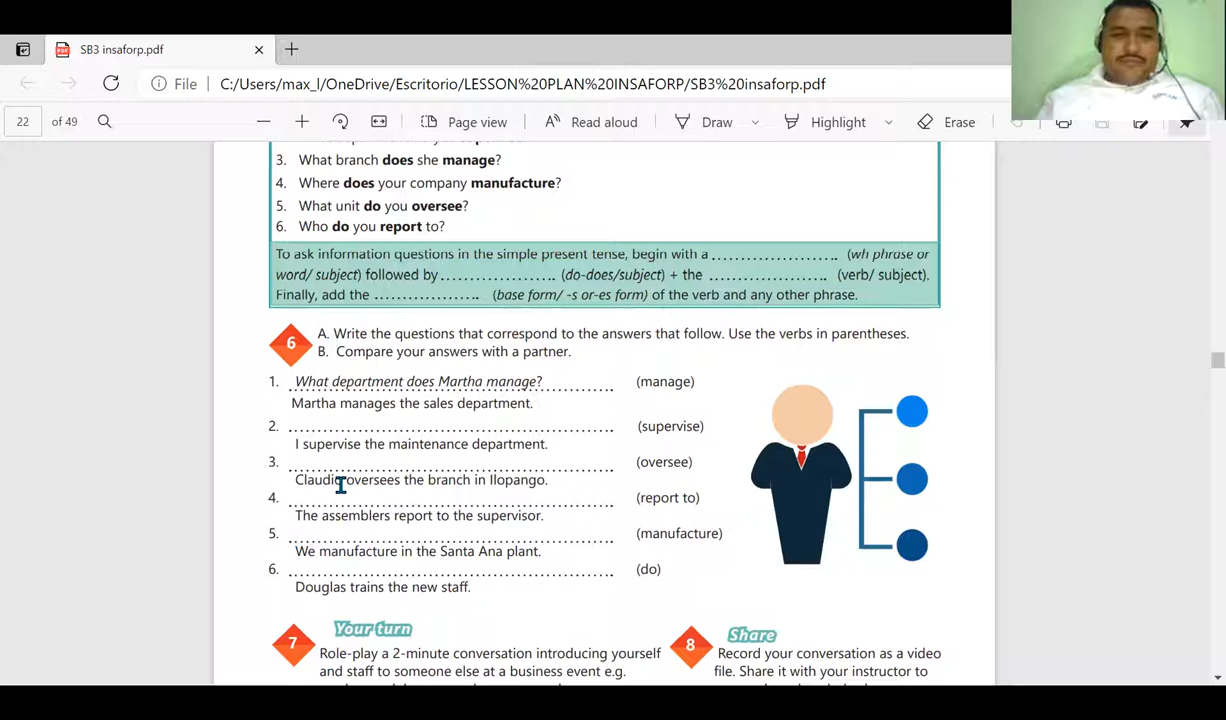 SB3 insaforp.pdf
File C:/Users/max_l/OneDrive/Escritorio/LESSON%20PLAN%20INSAFORP/SB3%20insaforp.pdf
22 of 49 Page view Read aloud Draw Highlight Erase
3. What branch does she manage?
4. Where does your company manufacture?
5. What unit do you oversee?
6. Who do you report to?
To ask information questions in the simple present tense, begin with a .................... (wh phrase or
word/ subject) followed by .................... (do-does/subject) + the .................... (verb/ subject).
Finally, add the .................... (base form/ -s or-es form) of the verb and any other phrase.
6
A. Write the questions that correspond to the answers that follow. Use the verbs in parentheses.
B. Compare your answers with a partner.
1. What department does Martha manage? (manage)
Martha manages the sales department.
2. (supervise)
I supervise the maintenance department.
3. (oversee)
Claudio oversees the branch in Ilopango.
4. (report to)
The assemblers report to the supervisor.
5. (manufacture)
We manufacture in the Santa Ana plant.
6. (do)
Douglas trains the new staff.
7 Your turn
Role-play a 2-minute conversation introducing yourself
and staff to someone else at a business event e.g.
8 Share
Record your conversation as a video
file. Share it with your instructor to